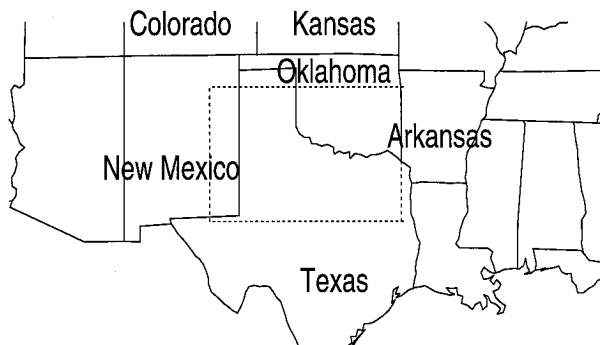 Colorado
Kansas
Oklahoma
Arkansas
New Mexico
Texas